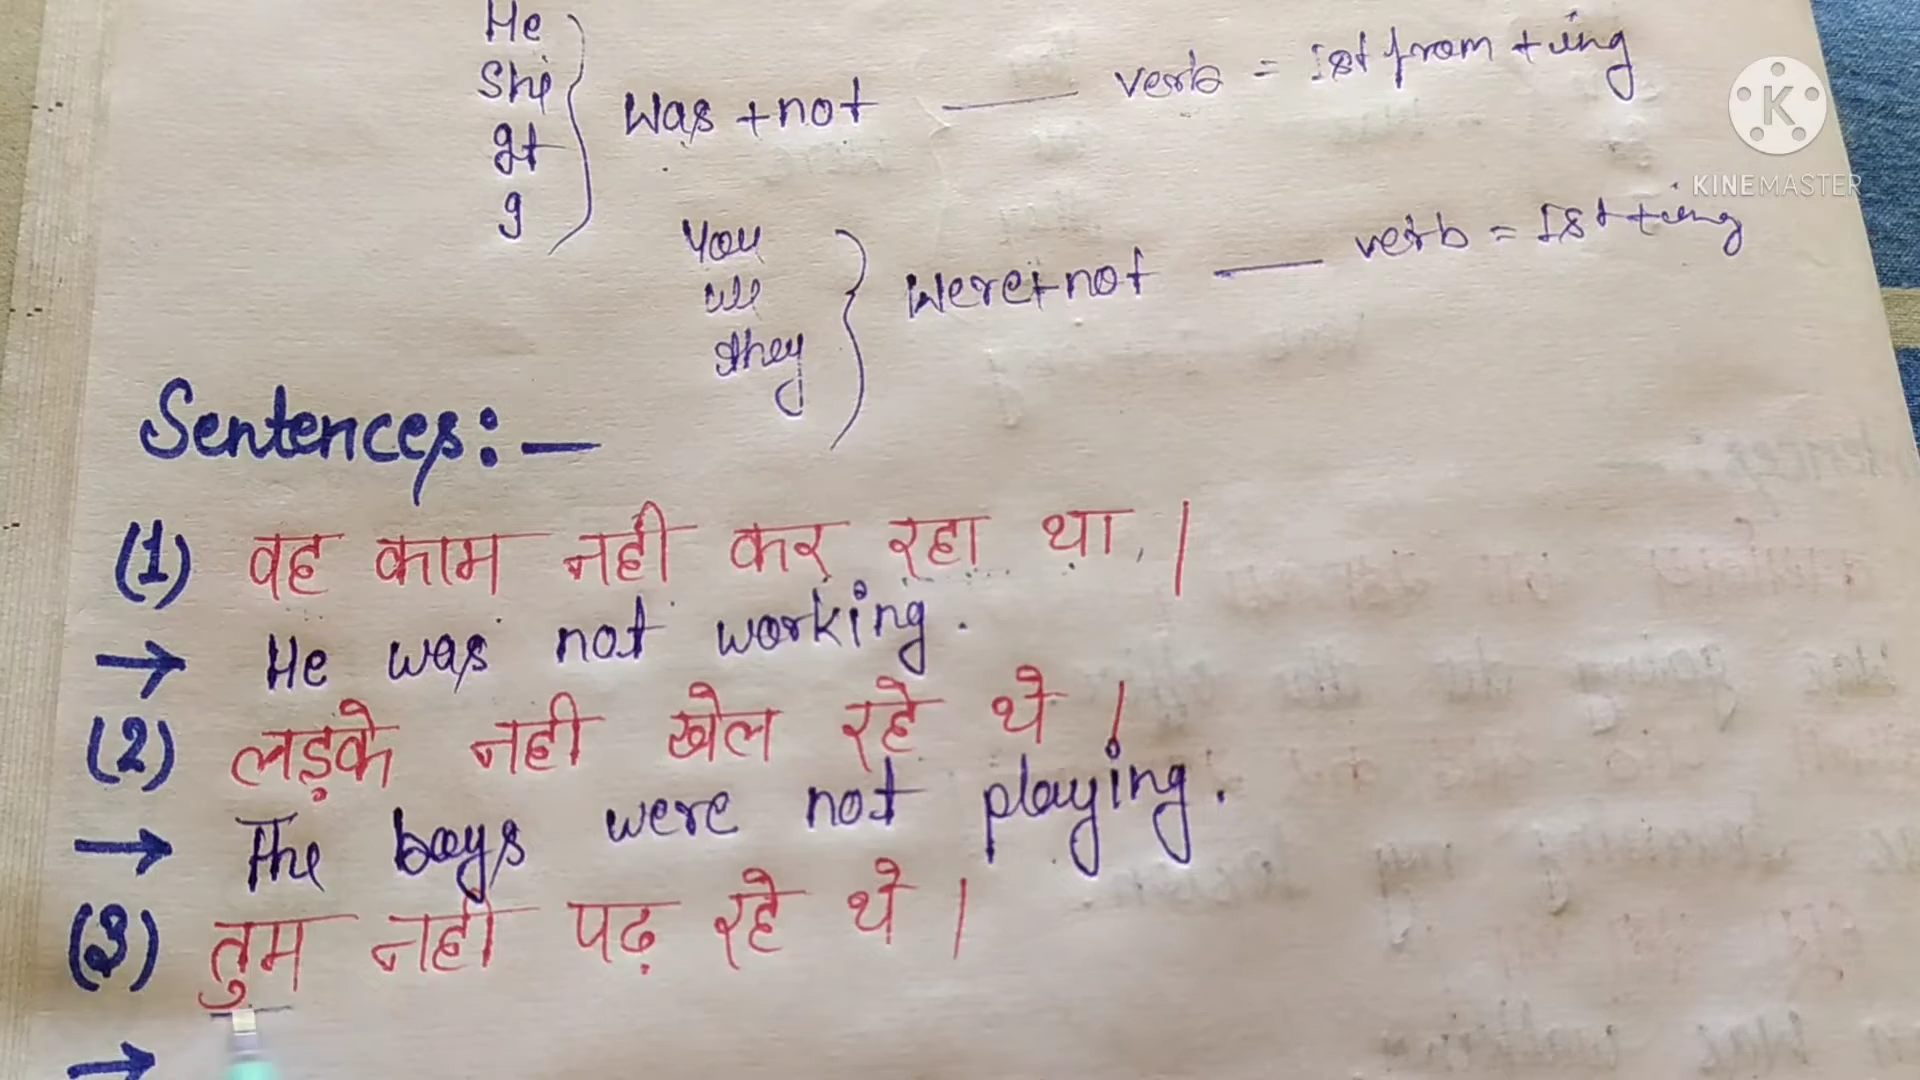 He
She
It
I
was + not — verb = Ist from + ing
You
we
they
were + not — verb = Ist + ing
KINEMASTER
Sentences:—
(1) वह काम नही कर रहा था।
→ He was not working.
(2) लड़के नही खेल रहे थे।
→ The boys were not playing.
(3) तुम नही पढ़ रहे थे।
→